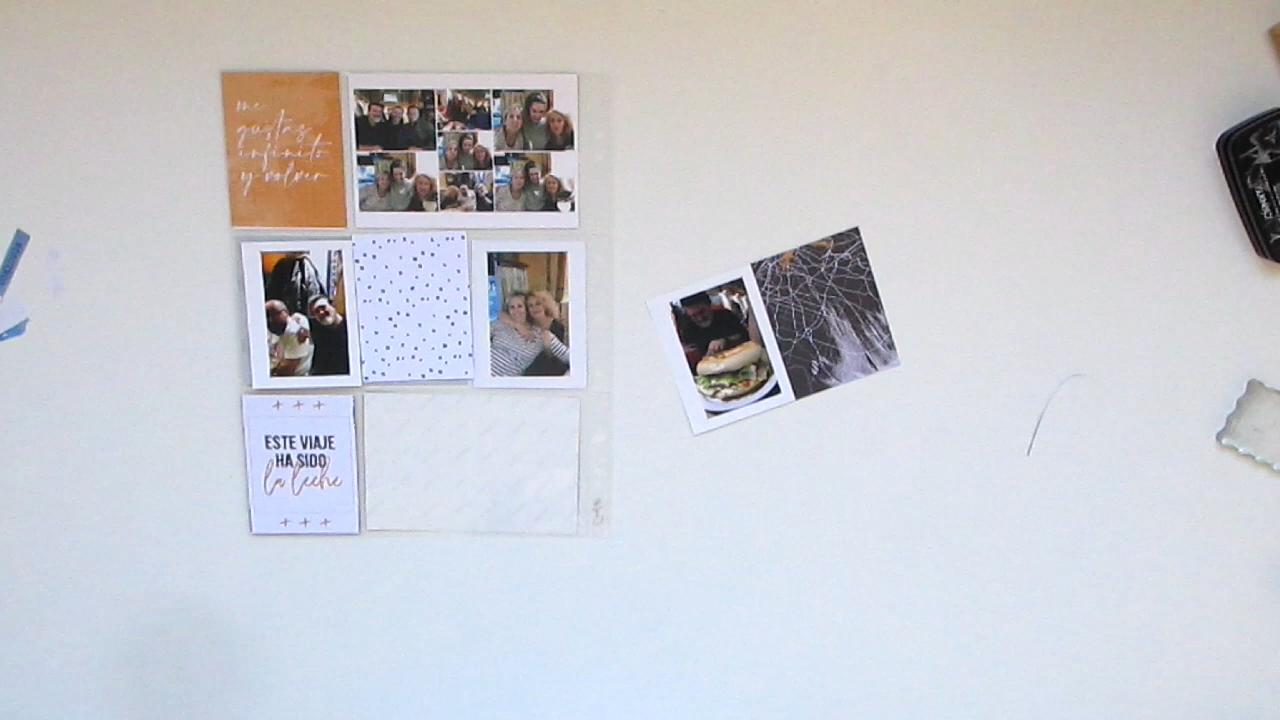 me
gustas
infinito
y volver
ESTE VIAJE
HA SIDO
la leche